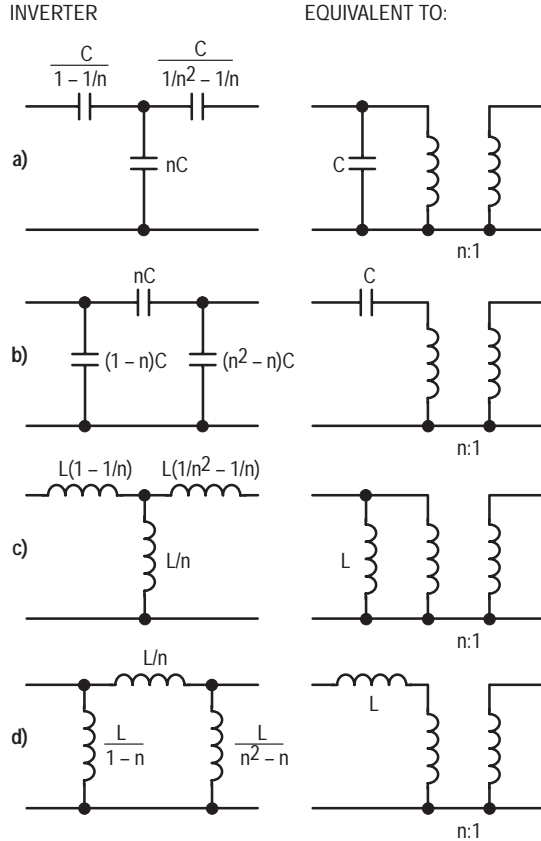 INVERTER EQUIVALENT TO:
C / 1 – 1/n
C / 1/n² – 1/n
a)
nC
C
n:1
nC
C
b)
(1 – n)C
(n² – n)C
n:1
L(1 – 1/n) L(1/n² – 1/n)
c)
L/n
L
n:1
L/n
L
d)
L / 1 – n
L / n² – n
n:1